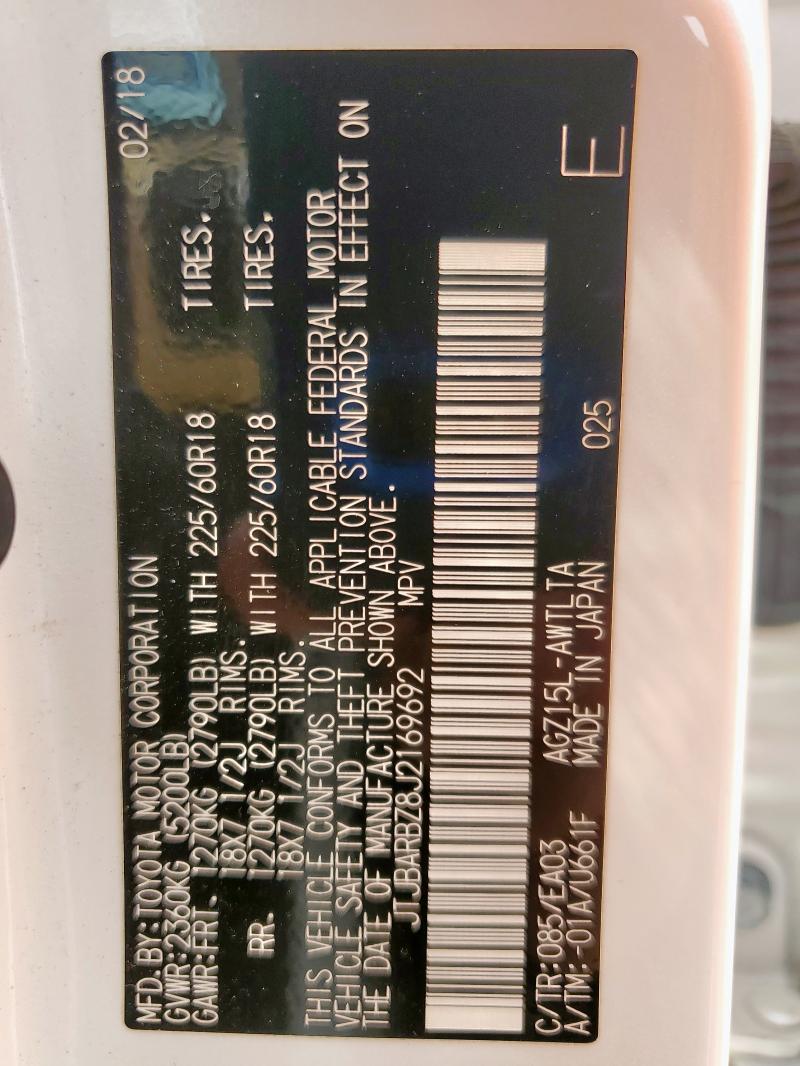 MFD.BY:TOYOTA MOTOR CORPORATION 02/18
GVWR:2360KG (5200LB)
GAWR:FRT. 1270KG (2790LB) WITH 225/60R18 TIRES.
18X7 1/2J RIMS.
RR. 1270KG (2790LB) WITH 225/60R18 TIRES.
18X7 1/2J RIMS.
THIS VEHICLE CONFORMS TO ALL APPLICABLE FEDERAL MOTOR
VEHICLE SAFETY AND THEFT PREVENTION STANDARDS IN EFFECT ON
THE DATE OF MANUFACTURE SHOWN ABOVE.
JTJBARBZ8J2169692 MPV
C/TR:085/EA03 AGZ15L-AWTLTA 025 E
A/TM:-01A/U661F MADE IN JAPAN